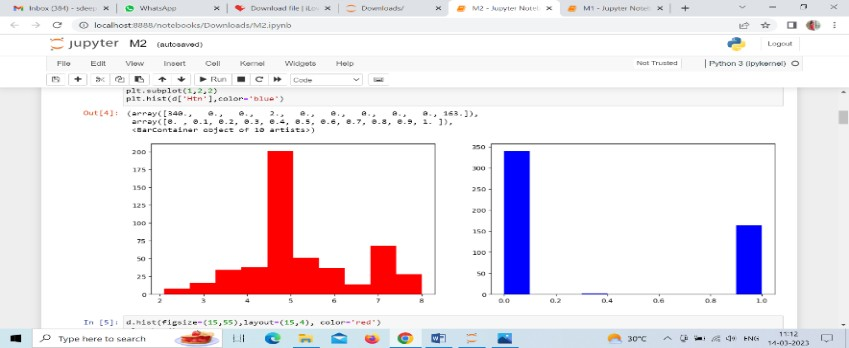 Inbox (384) - sdeep
WhatsApp
Download file | iLov
Downloads/
M2 - Jupyter Noteb
M1 - Jupyter Noteb
localhost:8888/notebooks/Downloads/M2.ipynb
jupyter M2 (autosaved)
Logout
File Edit View Insert Cell Kernel Widgets Help
Not Trusted
Python 3 (ipykernel)
Run
Code
plt.subplot(1,2,2)
plt.hist(d['Htn'],color='blue')
Out[4]: (array([340., 0., 0., 2., 0., 0., 0., 0., 0., 163.]),
array([0. , 0.1, 0.2, 0.3, 0.4, 0.5, 0.6, 0.7, 0.8, 0.9, 1. ]),
<BarContainer object of 10 artists>)
200
175
150
125
100
75
50
25
0
2 3 4 5 6 7 8
350
300
250
200
150
100
50
0
0.0 0.2 0.4 0.6 0.8 1.0
In [5]: d.hist(figsize=(15,55),layout=(15,4), color='red')
Type here to search
30°C
ENG
11:12
14-03-2023